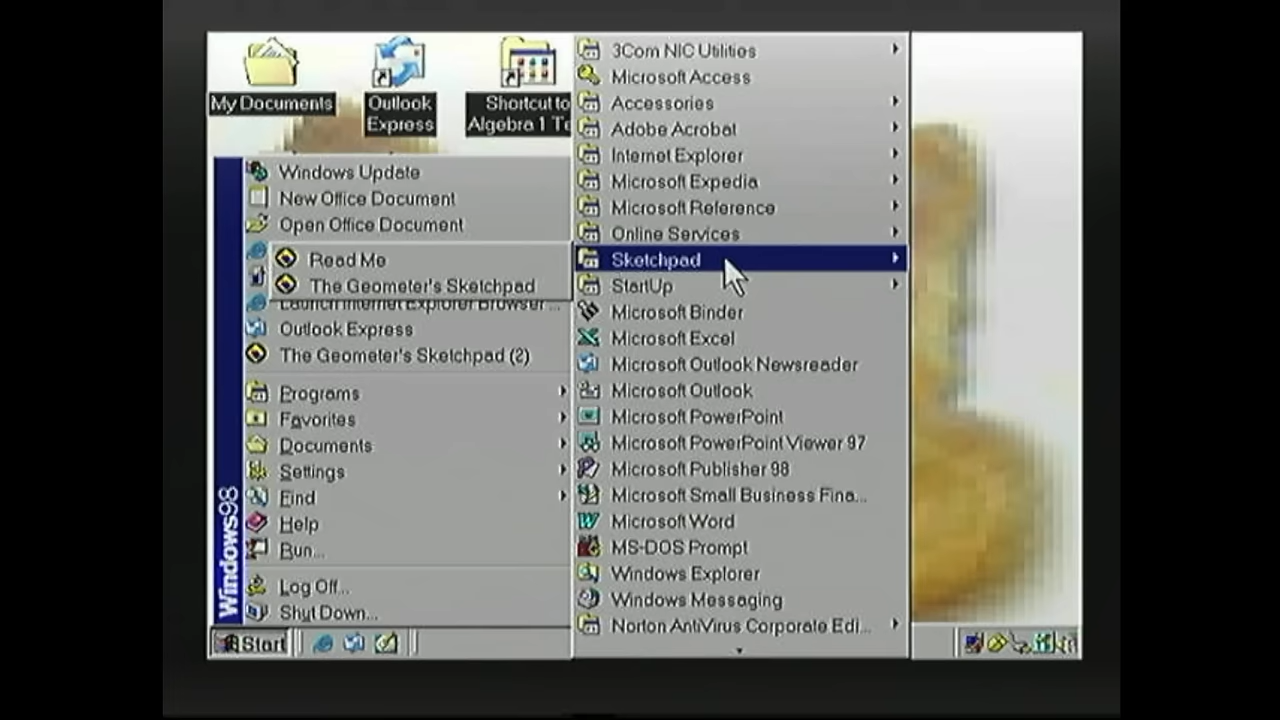 My Documents
Outlook
Express
Shortcut to
Algebra 1 Te
Windows Update
New Office Document
Open Office Document
Read Me
The Geometer's Sketchpad
Launch Internet Explorer Browser ...
Outlook Express
The Geometer's Sketchpad (2)
Programs
Favorites
Documents
Settings
Find
Help
Run...
Log Off...
Shut Down...
Windows98
Start
3Com NIC Utilities
Microsoft Access
Accessories
Adobe Acrobat
Internet Explorer
Microsoft Expedia
Microsoft Reference
Online Services
Sketchpad
StartUp
Microsoft Binder
Microsoft Excel
Microsoft Outlook Newsreader
Microsoft Outlook
Microsoft PowerPoint
Microsoft PowerPoint Viewer 97
Microsoft Publisher 98
Microsoft Small Business Fina...
Microsoft Word
MS-DOS Prompt
Windows Explorer
Windows Messaging
Norton AntiVirus Corporate Edi...